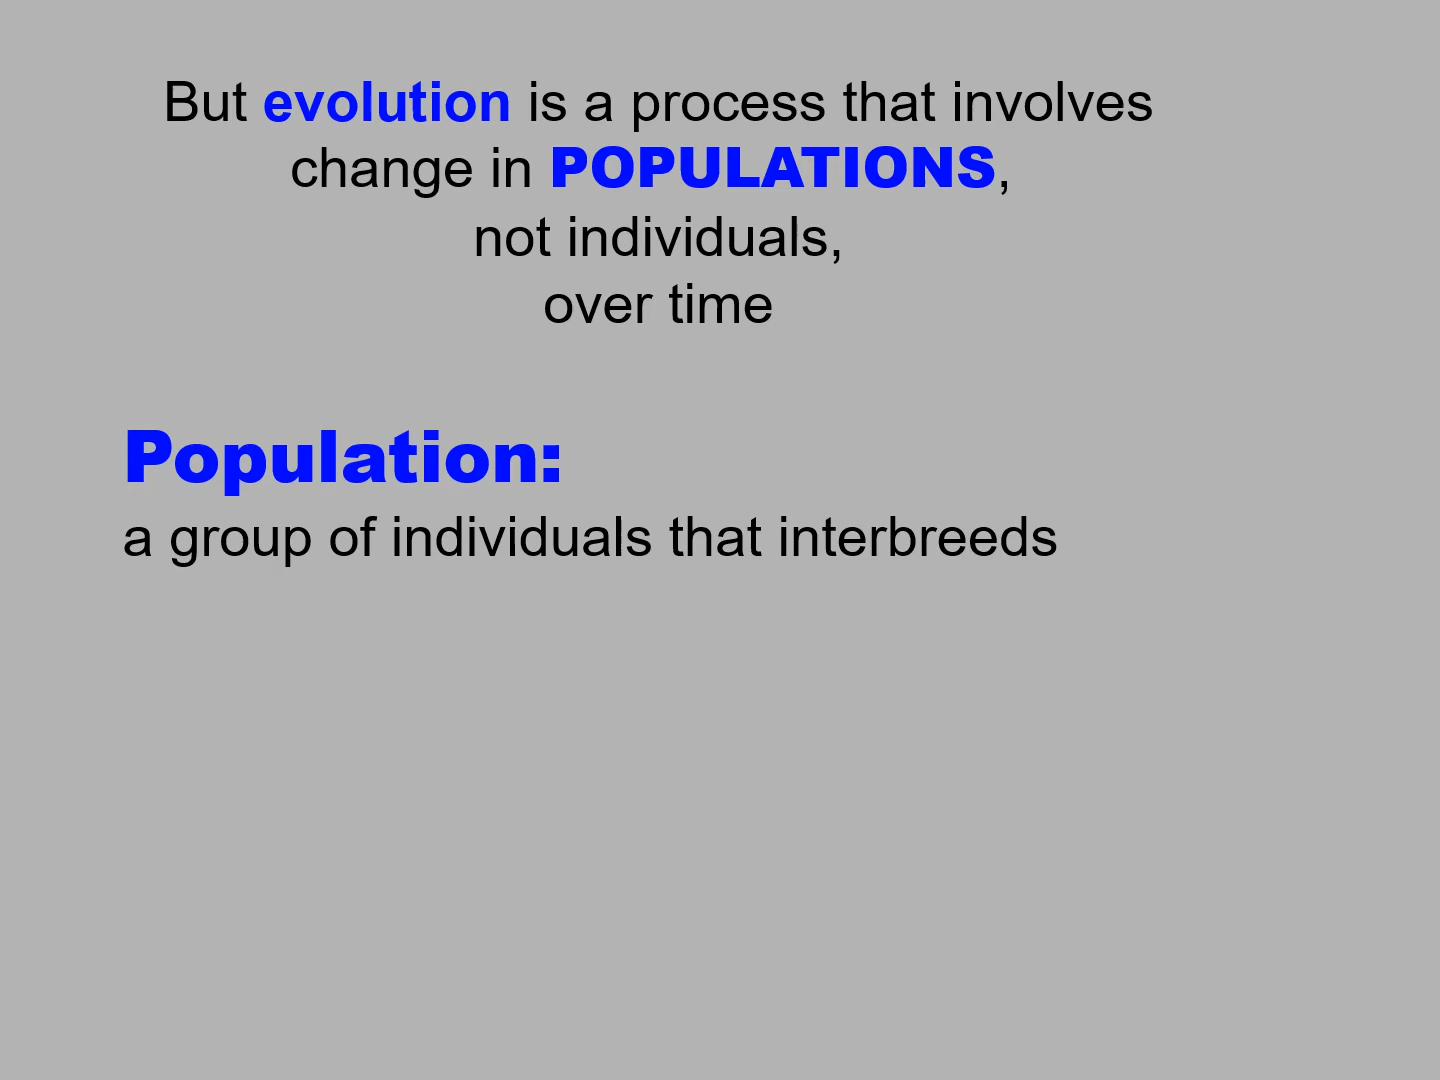 But evolution is a process that involves
change in POPULATIONS,
not individuals,
over time
Population:
a group of individuals that interbreeds